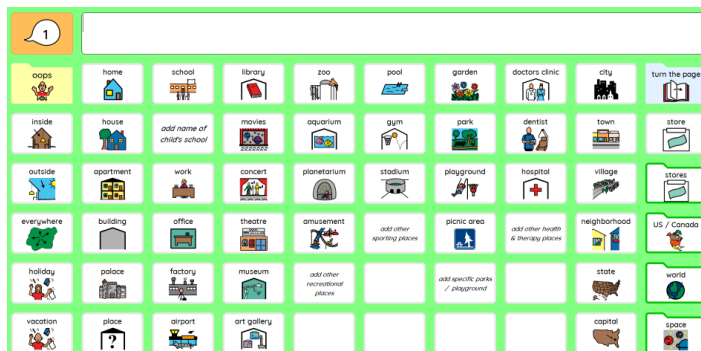 1
oops
home
school
library
zoo
pool
garden
doctors clinic
city
turn the page
inside
house
add name of
child's school
movies
aquarium
gym
park
dentist
town
store
outside
apartment
work
concert
planetarium
stadium
playground
hospital
village
stores
everywhere
building
office
theatre
amusement
add other
sporting places
picnic area
add other health
& therapy places
neighborhood
US / Canada
holiday
palace
factory
museum
add other
recreational
places
add specific parks
/ playground
state
world
vacation
place
?
airport
art gallery
capital
space